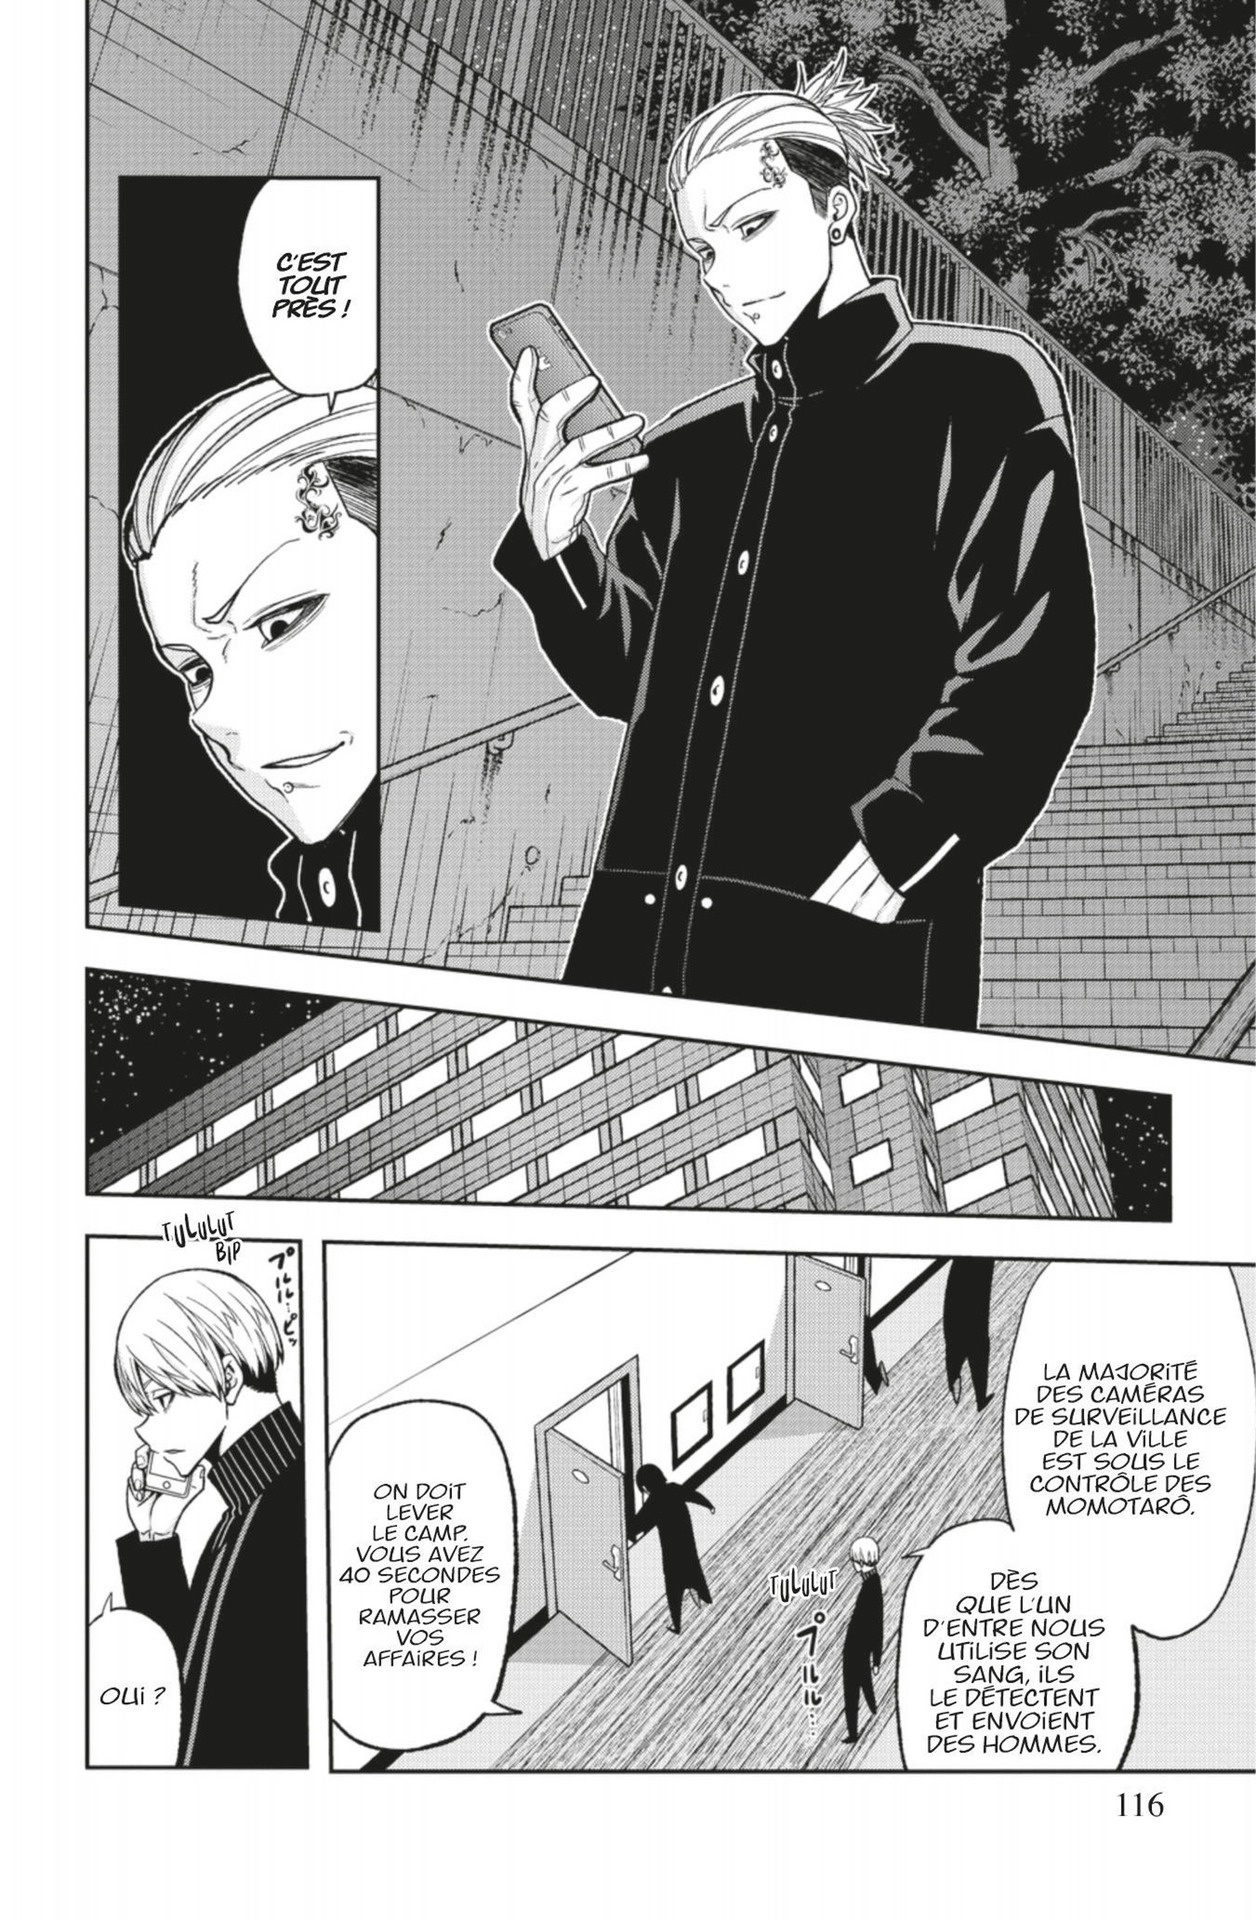 C'EST
TOUT
PRÈS !
LA MAJORITÉ
DES CAMÉRAS
DE SURVEILLANCE
DE LA VILLE
EST SOUS LE
CONTRÔLE DES
MOMOTARÔ.
DÈS
QUE L'UN
D'ENTRE NOUS
UTILISE SON
SANG, ILS
LE DÉTECTENT
ET ENVOIENT
DES HOMMES.
TULULUT
プルルル…
ON DOIT
LEVER
LE CAMP.
VOUS AVEZ
40 SECONDES
POUR
RAMASSER
VOS
AFFAIRES !
TULULUT
BIP
プルル…ピッ
OUI ?
116